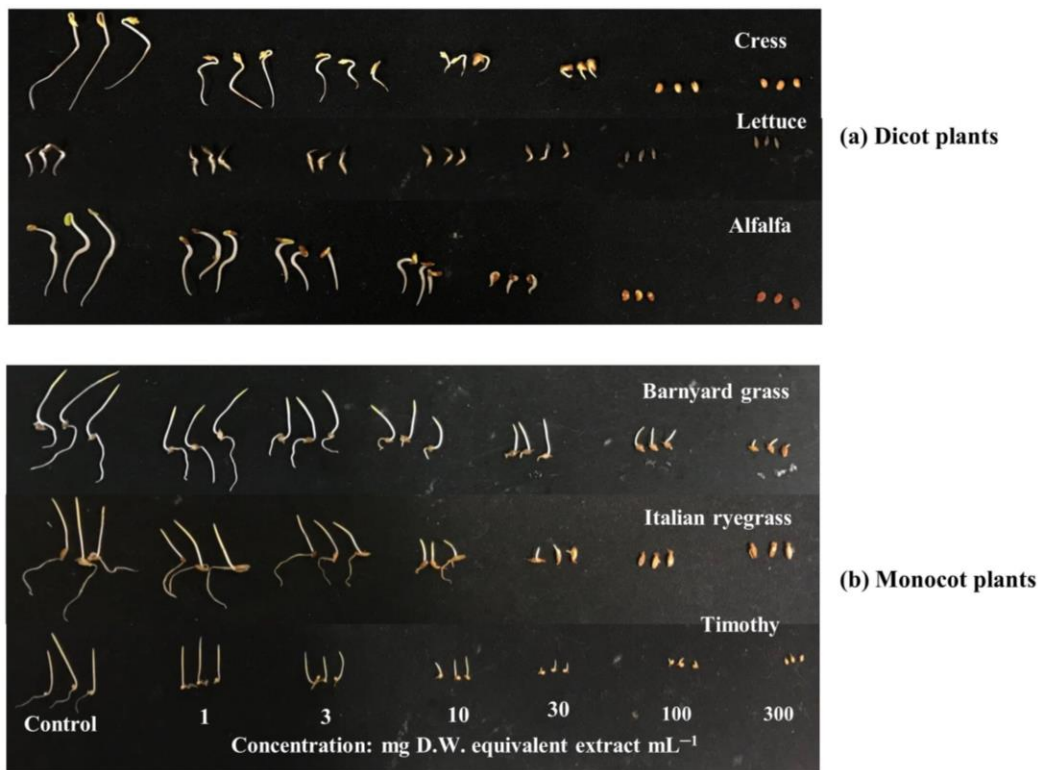 Cress
Lettuce
(a) Dicot plants
Alfalfa
Barnyard grass
Italian ryegrass
(b) Monocot plants
Timothy
Control 1 3 10 30 100 300
Concentration: mg D.W. equivalent extract mL⁻¹